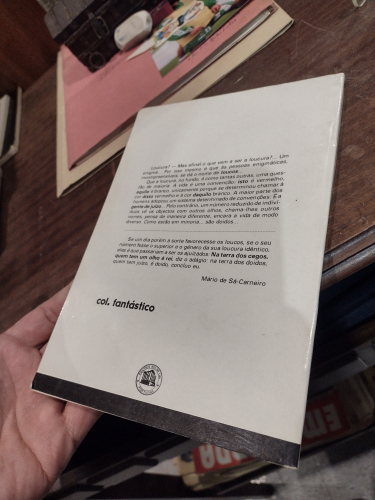 "Loucura? — Mas afinal o que vem a ser a loucura?... Um
enigma... Por isso mesmo é que às pessoas enigmáticas,
incompreensíveis, se dá o nome de loucos...
Que a loucura, no fundo, é como tantas outras, uma ques-
tão de maioria. A vida é uma convenção: isto é vermelho,
aquilo é branco, unicamente porque se determinou chamar à
cor disto vermelho e à cor daquilo branco. A maior parte dos
homens adoptou um sistema determinado de convenções: É a
gente de juízo... Pelo contrário, um número reduzido de indiví-
duos vê os objectos com outros olhos, chama-lhes outros
nomes, pensa de maneira diferente, encara a vida de modo
diverso. Como estão em minoria... são doidos...
Se um dia porém a sorte favorecesse os loucos, se o seu
número fosse o superior e o género da sua loucura idêntico,
eles é que passariam a ser os ajuizados: Na terra dos cegos,
quem tem um olho é rei, diz o adágio: na terra dos doidos,
quem tem juízo, é doido, concluo eu.
Mário de Sá-Carneiro
col. fantástico